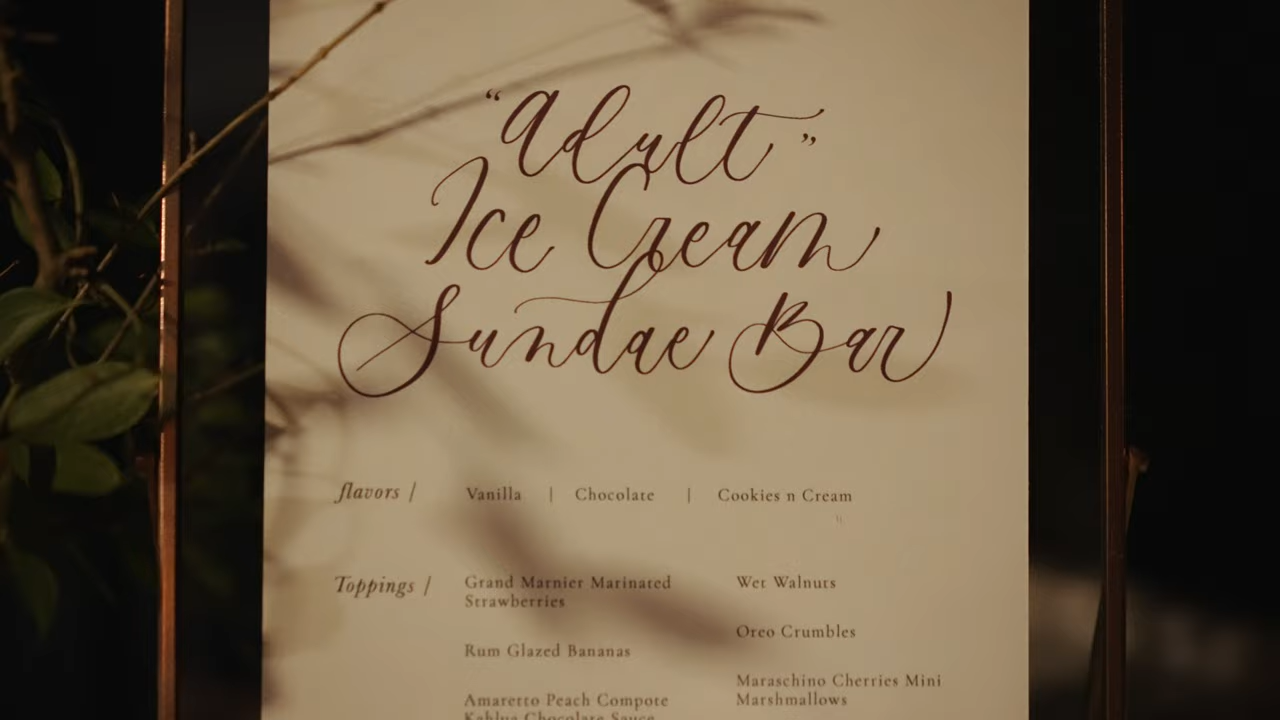 “Adult”
Ice Cream
Sundae Bar
flavors / Vanilla | Chocolate | Cookies n Cream
Toppings /
Grand Marnier Marinated
Strawberries
Rum Glazed Bananas
Amaretto Peach Compote
Kahlua Chocolate Sauce
Wet Walnuts
Oreo Crumbles
Maraschino Cherries Mini
Marshmallows